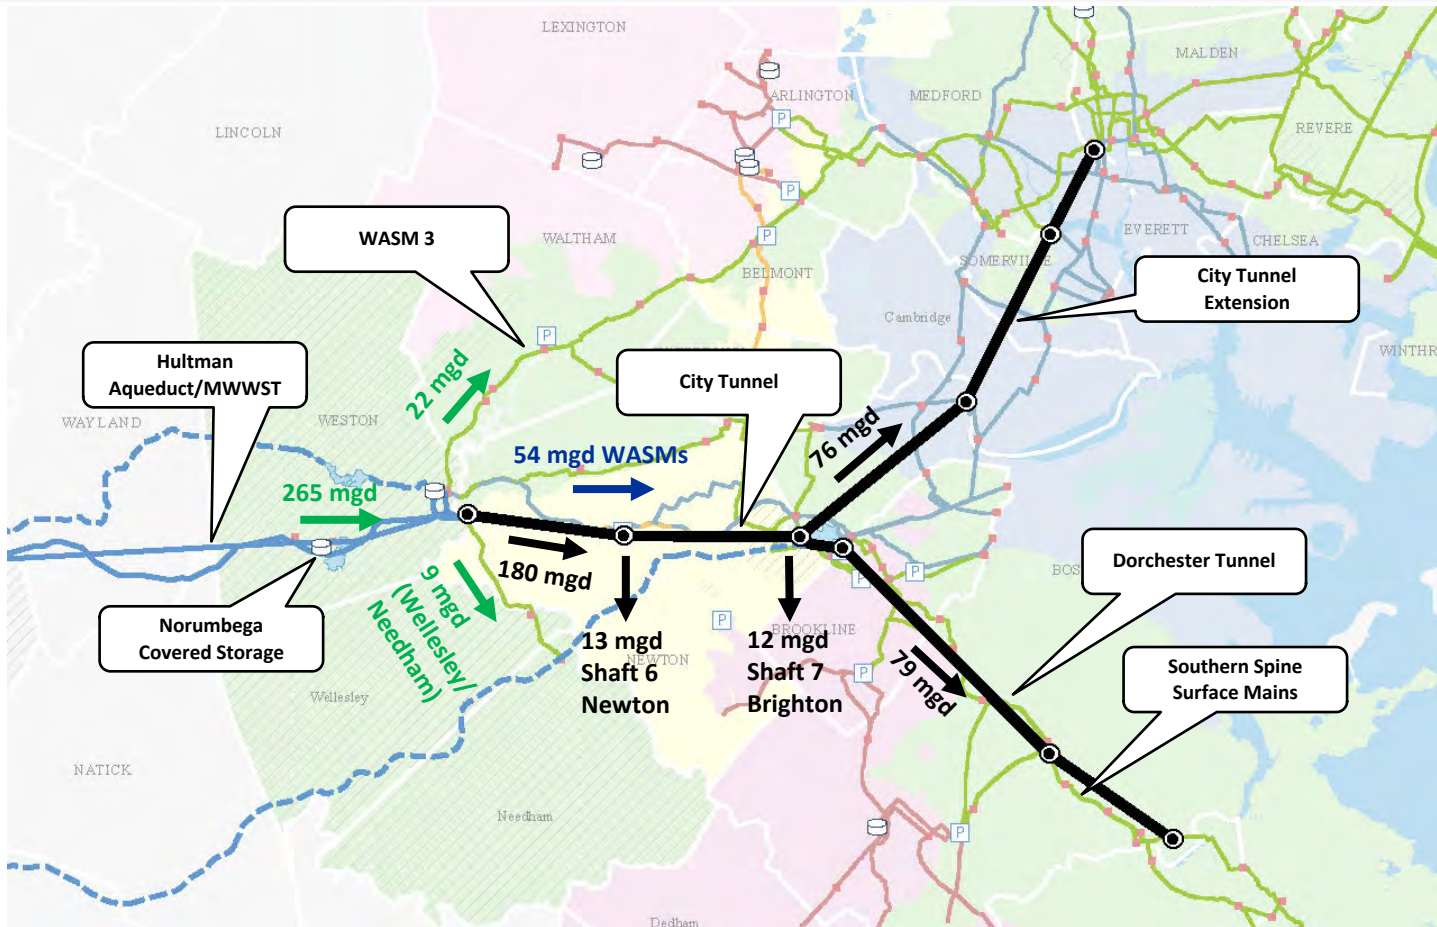 LEXINGTON
MALDEN
ARLINGTON
MEDFORD
P
REVERE
LINCOLN
P
WASM 3
WALTHAM
P
EVERETT
CHELSEA
BELMONT
SOMERVILLE
City Tunnel
Extension
Cambridge
P
Hultman
Aqueduct/MWWST
22 mgd
City Tunnel
WINTHR
WAYLAND
WESTON
76 mgd
54 mgd WASMs
265 mgd
180 mgd
Dorchester Tunnel
BOS
P
P
9 mgd
(Wellesley/
Needham)
Norumbega
Covered Storage
P
BROOKLINE
13 mgd
Shaft 6
Newton
NEWTON
12 mgd
Shaft 7
Brighton
P
79 mgd
Southern Spine
Surface Mains
Wellesley
NATICK
Needham
P
Dedham